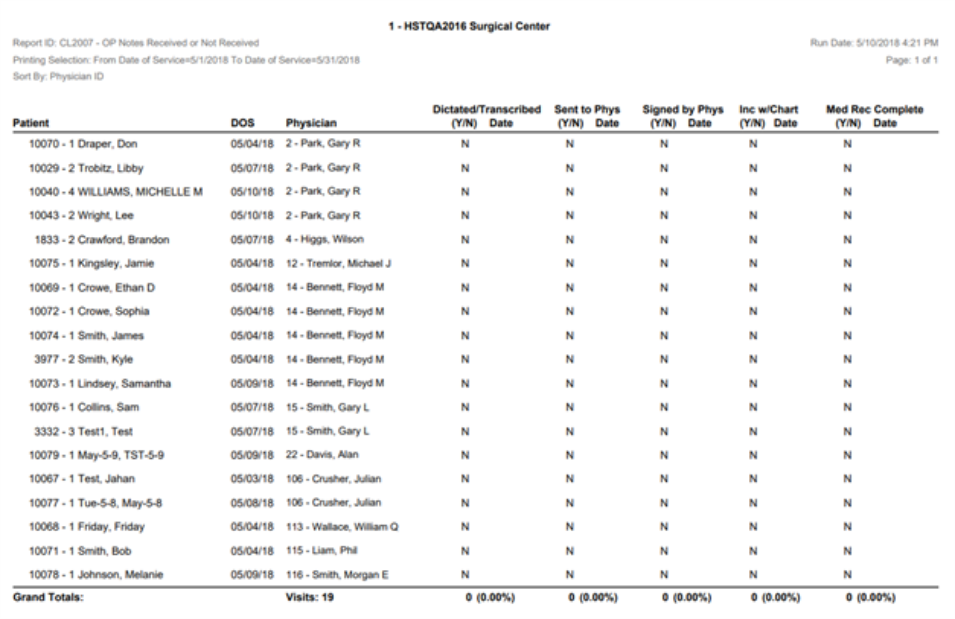 1 - HSTQA2016 Surgical Center
Report ID: CL2007 - OP Notes Received or Not Received Run Date: 5/10/2018 4:21 PM
Printing Selection: From Date of Service=5/1/2018 To Date of Service=5/31/2018 Page: 1 of 1
Sort By: Physician ID
Dictated/Transcribed Sent to Phys Signed by Phys Inc w/Chart Med Rec Complete
Patient DOS Physician (Y/N) Date (Y/N) Date (Y/N) Date (Y/N) Date (Y/N) Date
10070 - 1 Draper, Don 05/04/18 2 - Park, Gary R N N N N N
10029 - 2 Trobitz, Libby 05/07/18 2 - Park, Gary R N N N N N
10040 - 4 WILLIAMS, MICHELLE M 05/10/18 2 - Park, Gary R N N N N N
10043 - 2 Wright, Lee 05/10/18 2 - Park, Gary R N N N N N
1833 - 2 Crawford, Brandon 05/07/18 4 - Higgs, Wilson N N N N N
10075 - 1 Kingsley, Jamie 05/04/18 12 - Tremlor, Michael J N N N N N
10069 - 1 Crowe, Ethan D 05/04/18 14 - Bennett, Floyd M N N N N N
10072 - 1 Crowe, Sophia 05/04/18 14 - Bennett, Floyd M N N N N N
10074 - 1 Smith, James 05/04/18 14 - Bennett, Floyd M N N N N N
3977 - 2 Smith, Kyle 05/04/18 14 - Bennett, Floyd M N N N N N
10073 - 1 Lindsey, Samantha 05/09/18 14 - Bennett, Floyd M N N N N N
10076 - 1 Collins, Sam 05/07/18 15 - Smith, Gary L N N N N N
3332 - 3 Test1, Test 05/07/18 15 - Smith, Gary L N N N N N
10079 - 1 May-5-9, TST-5-9 05/09/18 22 - Davis, Alan N N N N N
10067 - 1 Test, Jahan 05/03/18 106 - Crusher, Julian N N N N N
10077 - 1 Tue-5-8, May-5-8 05/08/18 106 - Crusher, Julian N N N N N
10068 - 1 Friday, Friday 05/04/18 113 - Wallace, William Q N N N N N
10071 - 1 Smith, Bob 05/04/18 115 - Liam, Phil N N N N N
10078 - 1 Johnson, Melanie 05/09/18 116 - Smith, Morgan E N N N N N
Grand Totals: Visits: 19 0 (0.00%) 0 (0.00%) 0 (0.00%) 0 (0.00%) 0 (0.00%)